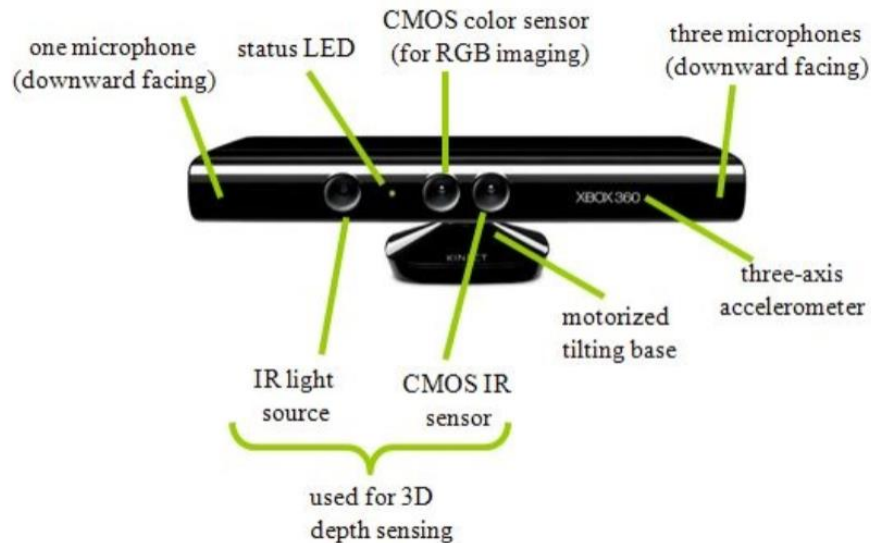 one microphone
(downward facing)
status LED
CMOS color sensor
(for RGB imaging)
three microphones
(downward facing)
XBOX 360
KINECT
three-axis
accelerometer
motorized
tilting base
IR light
source
CMOS IR
sensor
used for 3D
depth sensing